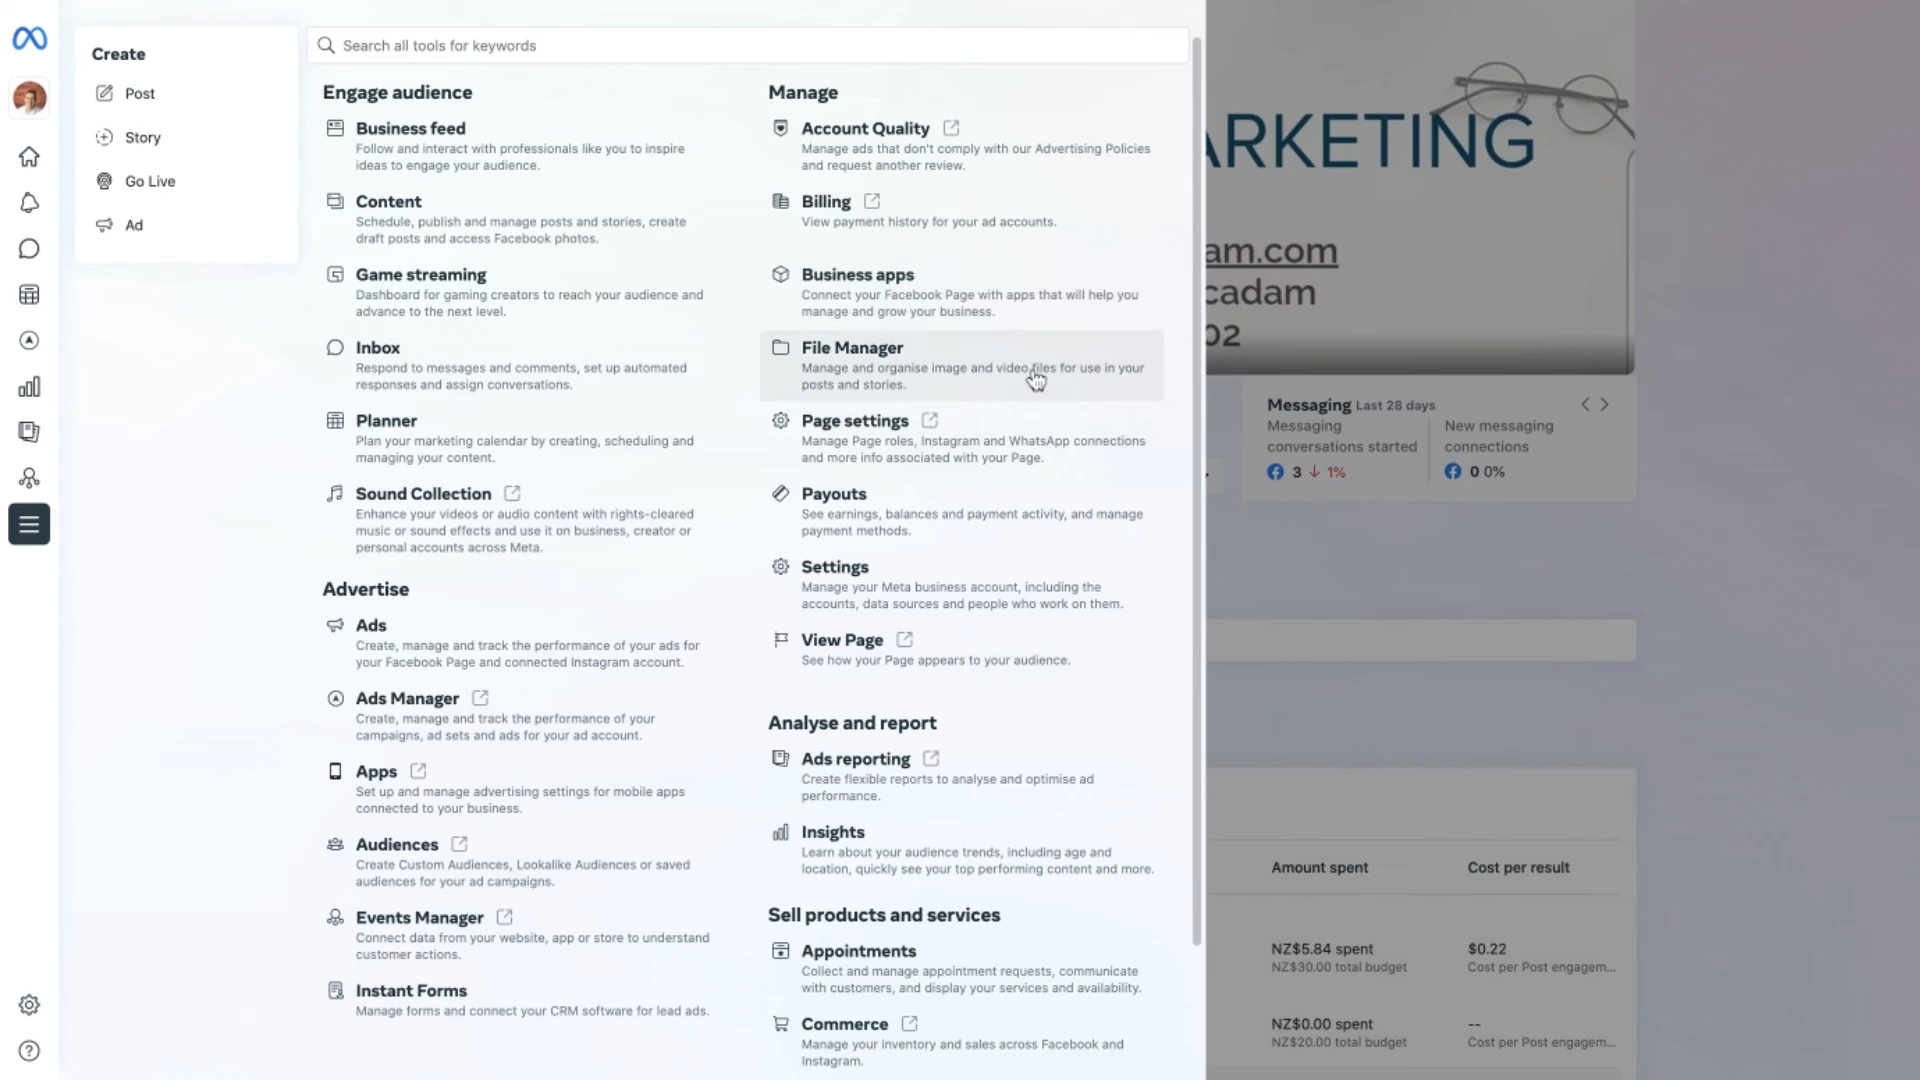 Create
Post
Story
Go Live
Ad
Search all tools for keywords
Engage audience
Business feed
Follow and interact with professionals like you to inspire
ideas to engage your audience.
Content
Schedule, publish and manage posts and stories, create
draft posts and access Facebook photos.
Game streaming
Dashboard for gaming creators to reach your audience and
advance to the next level.
Inbox
Respond to messages and comments, set up automated
responses and assign conversations.
Planner
Plan your marketing calendar by creating, scheduling and
managing your content.
Sound Collection
Enhance your videos or audio content with rights-cleared
music or sound effects and use it on business, creator or
personal accounts across Meta.
Advertise
Ads
Create, manage and track the performance of your ads for
your Facebook Page and connected Instagram account.
Ads Manager
Create, manage and track the performance of your
campaigns, ad sets and ads for your ad account.
Apps
Set up and manage advertising settings for mobile apps
connected to your business.
Audiences
Create Custom Audiences, Lookalike Audiences or saved
audiences for your ad campaigns.
Events Manager
Connect data from your website, app or store to understand
customer actions.
Instant Forms
Manage forms and connect your CRM software for lead ads.
Manage
Account Quality
Manage ads that don't comply with our Advertising Policies
and request another review.
Billing
View payment history for your ad accounts.
Business apps
Connect your Facebook Page with apps that will help you
manage and grow your business.
File Manager
Manage and organise image and video files for use in your
posts and stories.
Page settings
Manage Page roles, Instagram and WhatsApp connections
and more info associated with your Page.
Payouts
See earnings, balances and payment activity, and manage
payment methods.
Settings
Manage your Meta business account, including the
accounts, data sources and people who work on them.
View Page
See how your Page appears to your audience.
Analyse and report
Ads reporting
Create flexible reports to analyse and optimise ad
performance.
Insights
Learn about your audience trends, including age and
location, quickly see your top performing content and more.
Sell products and services
Appointments
Collect and manage appointment requests, communicate
with customers, and display your services and availability.
Commerce
Manage your inventory and sales across Facebook and
Instagram.
ARKETING
am.com
cadam
02
Messaging Last 28 days
Messaging
conversations started
3 ↓ 1%
New messaging
connections
0 0%
Amount spent Cost per result
NZ$5.84 spent $0.22
NZ$30.00 total budget Cost per Post engagem...
NZ$0.00 spent --
NZ$20.00 total budget Cost per Post engagem...